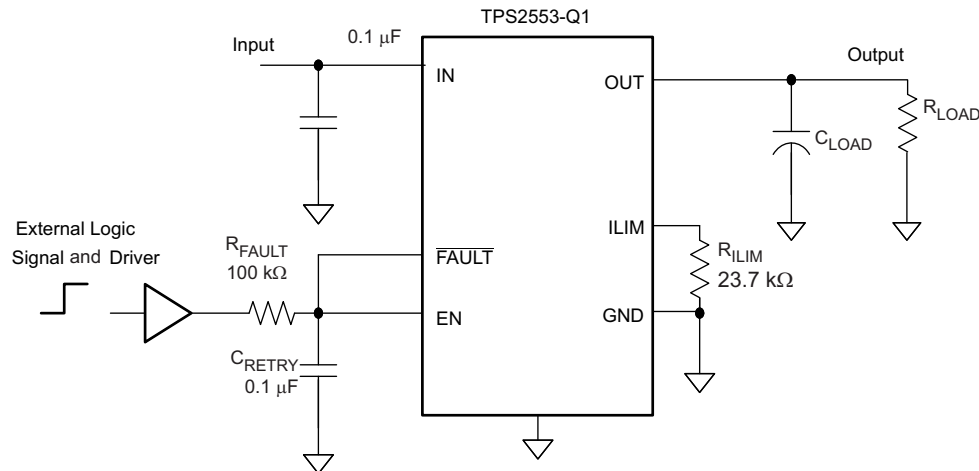 TPS2553-Q1
Input
0.1 μF
IN
OUT
Output
R_LOAD
C_LOAD
External Logic
Signal and Driver
R_FAULT
100 kΩ
F̅A̅U̅L̅T̅
ILIM
R_ILIM
23.7 kΩ
EN
GND
C_RETRY
0.1 μF